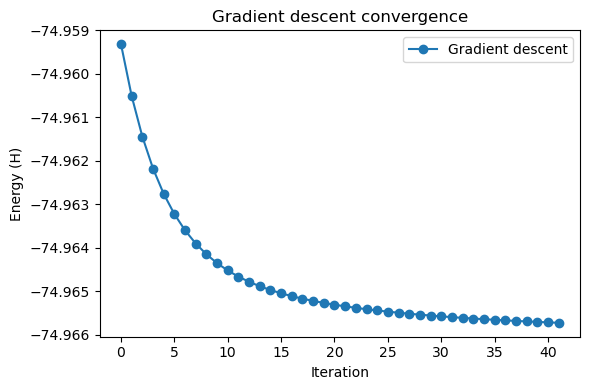 Gradient descent convergence
−74.959
−74.960
−74.961
−74.962
−74.963
−74.964
−74.965
−74.966
Energy (H)
Gradient descent
0 5 10 15 20 25 30 35 40
Iteration